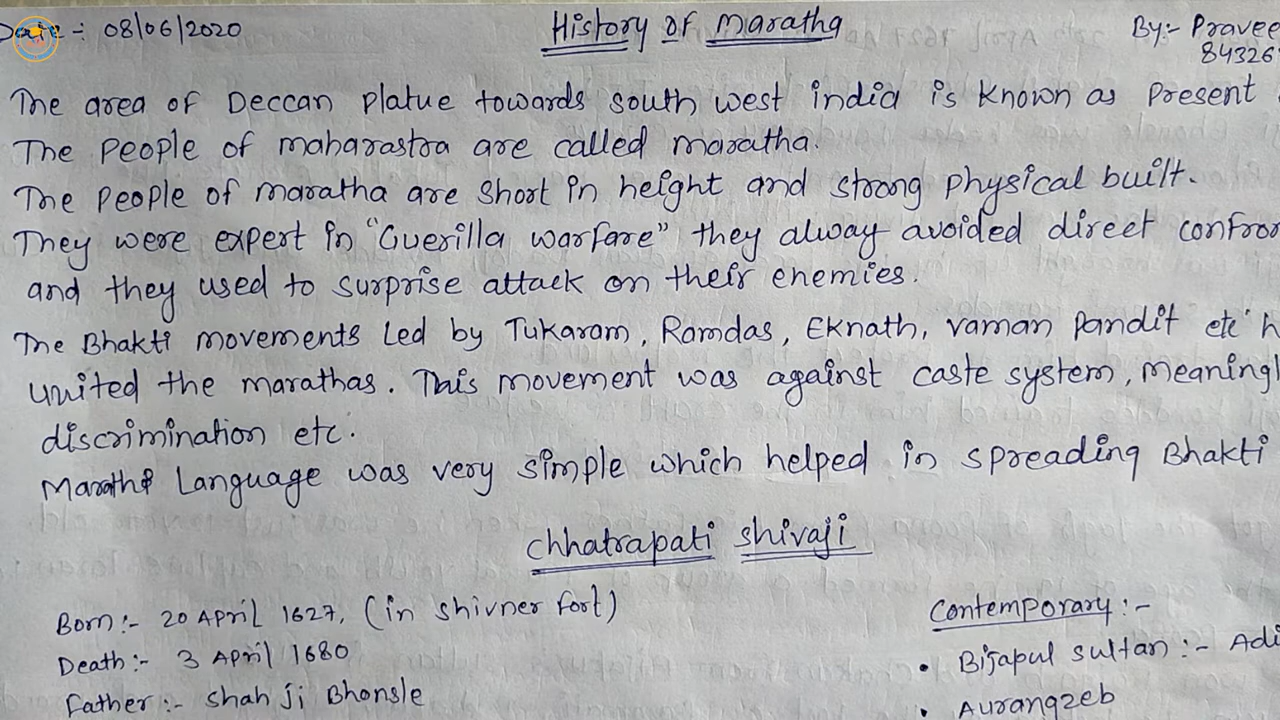 Date :- 08/06/2020
History of Maratha
By:- Pravee
84326
The area of Deccan Platue towards south west india is known as Present
The People of maharastra are called maratha.
The People of maratha are short in height and strong physical built.
They were expert in "Guerilla warfare" they alway avoided direct confron
and they used to surprise attack on their enemies.
The Bhakti movements Led by Tukaram, Ramdas, Eknath, vaman Pandit etc h
united the marathas. This movement was against caste system, meaningl
discrimination etc.
Marathi Language was very simple which helped in spreading Bhakti
Chhatrapati Shivaji
Born:- 20 April 1627, (in Shivner fort)
Death:- 3 April 1680
Father:- Shah Ji Bhonsle
Contemporary:-
• Bijapul sultan:- Adi
• Aurangzeb